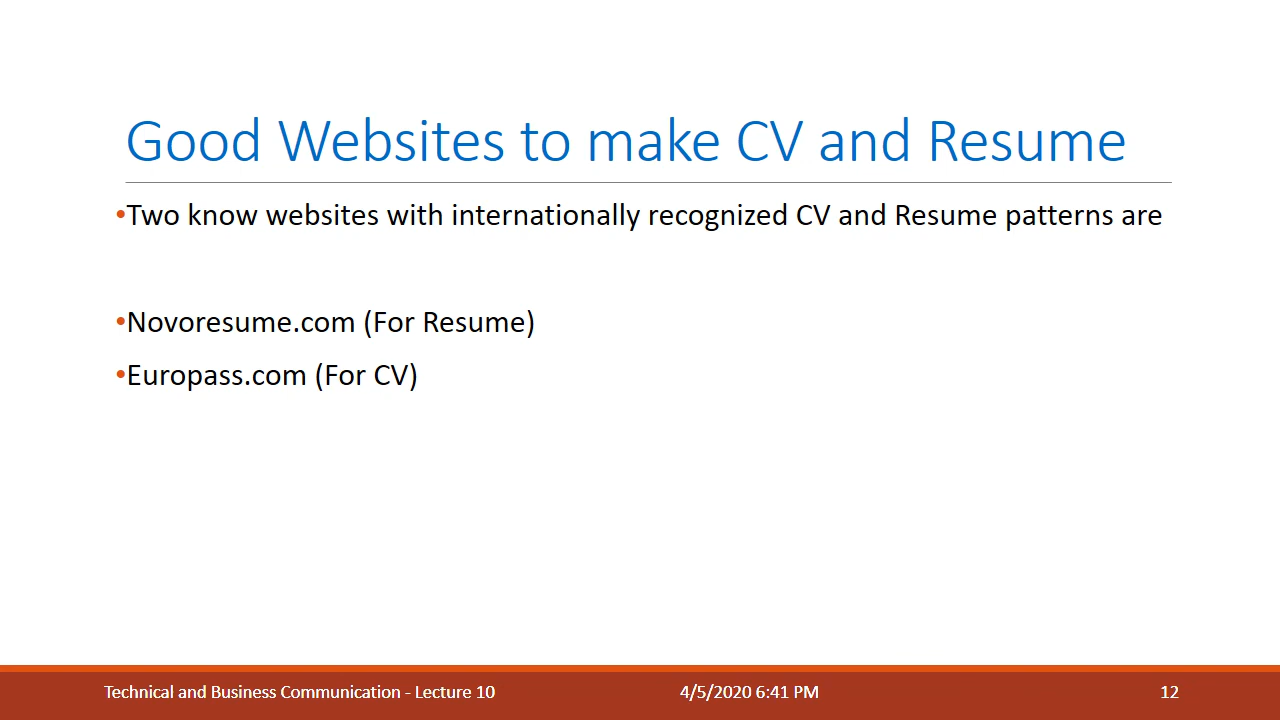 Good Websites to make CV and Resume
•Two know websites with internationally recognized CV and Resume patterns are
•Novoresume.com (For Resume)
•Europass.com (For CV)
Technical and Business Communication - Lecture 10 4/5/2020 6:41 PM 12